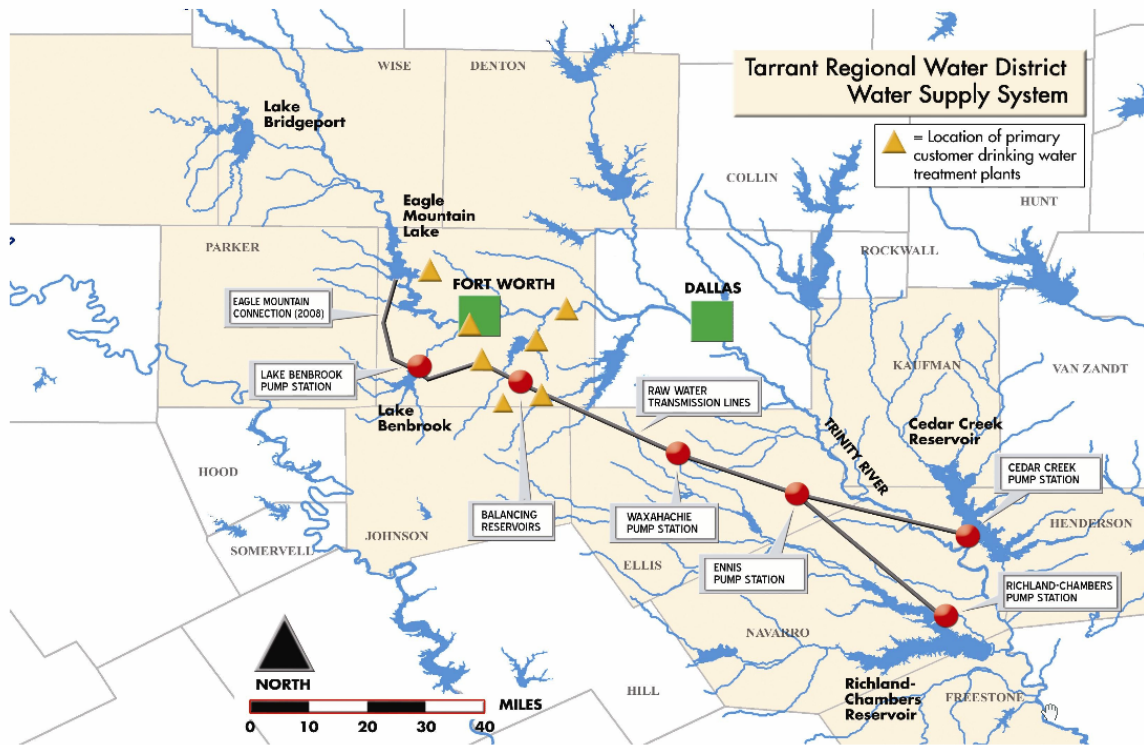 Tarrant Regional Water District
Water Supply System
= Location of primary
customer drinking water
treatment plants
WISE
DENTON
Lake
Bridgeport
COLLIN
HUNT
Eagle
Mountain
Lake
PARKER
ROCKWALL
FORT WORTH
DALLAS
EAGLE MOUNTAIN
CONNECTION (2008)
LAKE BENBROOK
PUMP STATION
KAUFMAN
VAN ZANDT
RAW WATER
TRANSMISSION LINES
Lake
Benbrook
TRINITY RIVER
Cedar Creek
Reservoir
CEDAR CREEK
PUMP STATION
HOOD
BALANCING
RESERVOIRS
WAXAHACHIE
PUMP STATION
HENDERSON
SOMERVELL
JOHNSON
ELLIS
ENNIS
PUMP STATION
RICHLAND-CHAMBERS
PUMP STATION
NAVARRO
NORTH
HILL
Richland-
Chambers
Reservoir
FREESTONE
MILES
0 10 20 30 40